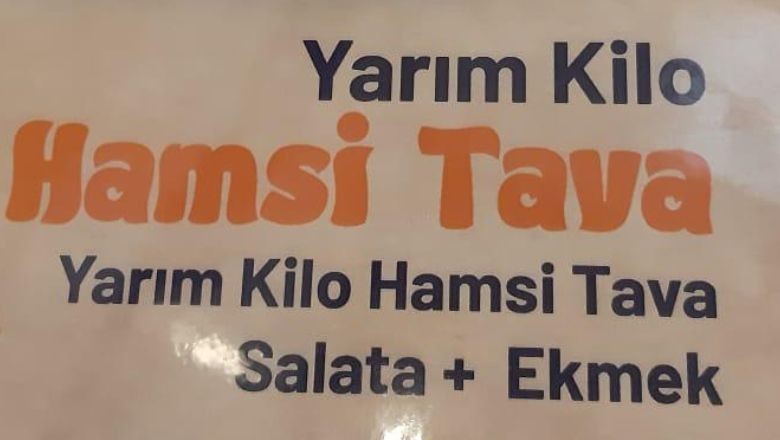 Yarım Kilo
Hamsi Tava
Yarım Kilo Hamsi Tava
Salata + Ekmek